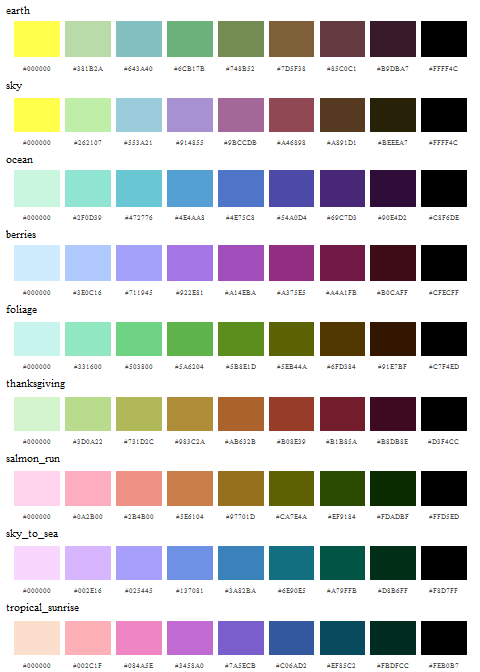 earth
#000000 #381B2A #643A40 #6CB17B #748B52 #7D5F38 #85C0C1 #B9DBA7 #FFFF4C
sky
#000000 #262107 #553A21 #914855 #9BCCDB #A46898 #A891D1 #BEEEA7 #FFFF4C
ocean
#000000 #2F0D39 #472776 #4E4AA8 #4E75C8 #54A0D4 #69C7D3 #90E4D2 #C8F6DE
berries
#000000 #3E0C16 #711945 #922E81 #A14EBA #A375E5 #A4A1FB #B0CAFF #CFECFF
foliage
#000000 #331600 #503800 #5A6204 #5B8E1D #5EB44A #6FD384 #91E7BF #C7F4ED
thanksgiving
#000000 #3D0A22 #731D2C #983C2A #AB632B #B08E39 #B1B85A #B8DB8E #D3F4CC
salmon_run
#000000 #0A2B00 #2B4B00 #5E6104 #97701D #CA7E4A #EF9184 #FDADBF #FFD5ED
sky_to_sea
#000000 #002E16 #025445 #137081 #3A82BA #6E90E5 #A79FFB #D8B6FF #F8D7FF
tropical_sunrise
#000000 #002C1F #084A5E #3458A0 #7A5ECB #C06AD2 #EF85C2 #FBDFCC #FEB0B7